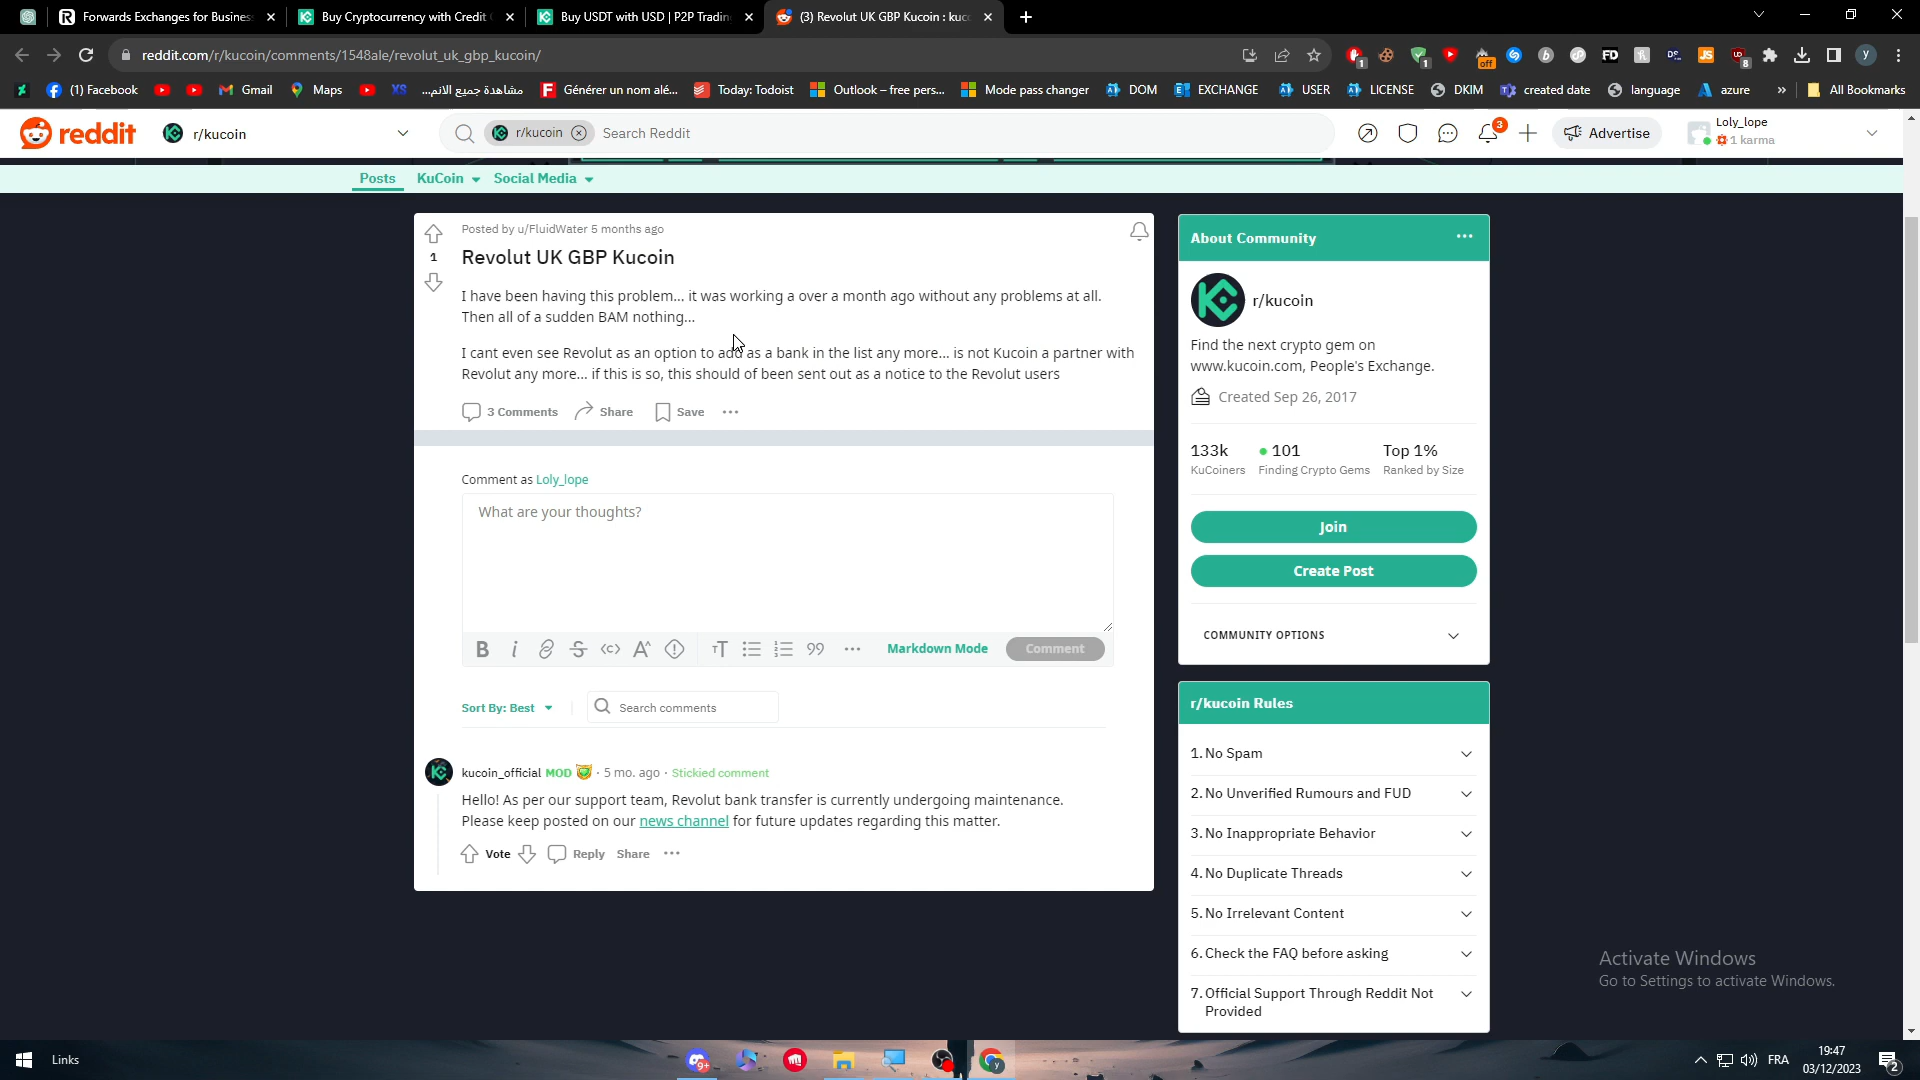 Forwards Exchanges for Busines
Buy Cryptocurrency with Credit
Buy USDT with USD | P2P Tradin
(3) Revolut UK GBP Kucoin : kuc
reddit.com/r/kucoin/comments/1548ale/revolut_uk_gbp_kucoin/
(1) Facebook
Gmail
Maps
مشاهدة جميع الانم...
Générer un nom alé...
Today: Todoist
Outlook – free pers...
Mode pass changer
DOM
EXCHANGE
USER
LICENSE
DKIM
created date
language
azure
All Bookmarks
reddit
r/kucoin
r/kucoin
Search Reddit
3
Advertise
Loly_lope
1 karma
Posts
KuCoin
Social Media
Posted by u/FluidWater 5 months ago
1
Revolut UK GBP Kucoin
I have been having this problem... it was working a over a month ago without any problems at all.
Then all of a sudden BAM nothing...
I cant even see Revolut as an option to add as a bank in the list any more... is not Kucoin a partner with
Revolut any more... if this is so, this should of been sent out as a notice to the Revolut users
3 Comments
Share
Save
Comment as Loly_lope
What are your thoughts?
Markdown Mode
Comment
Sort By: Best
Search comments
kucoin_official MOD · 5 mo. ago · Stickied comment
Hello! As per our support team, Revolut bank transfer is currently undergoing maintenance.
Please keep posted on our news channel for future updates regarding this matter.
Vote
Reply
Share
About Community
r/kucoin
Find the next crypto gem on
www.kucoin.com, People's Exchange.
Created Sep 26, 2017
133k
101
Top 1%
KuCoiners
Finding Crypto Gems
Ranked by Size
Join
Create Post
COMMUNITY OPTIONS
r/kucoin Rules
1. No Spam
2. No Unverified Rumours and FUD
3. No Inappropriate Behavior
4. No Duplicate Threads
5. No Irrelevant Content
6. Check the FAQ before asking
7. Official Support Through Reddit Not
Provided
Activate Windows
Go to Settings to activate Windows.
Links
FRA
19:47
03/12/2023
2